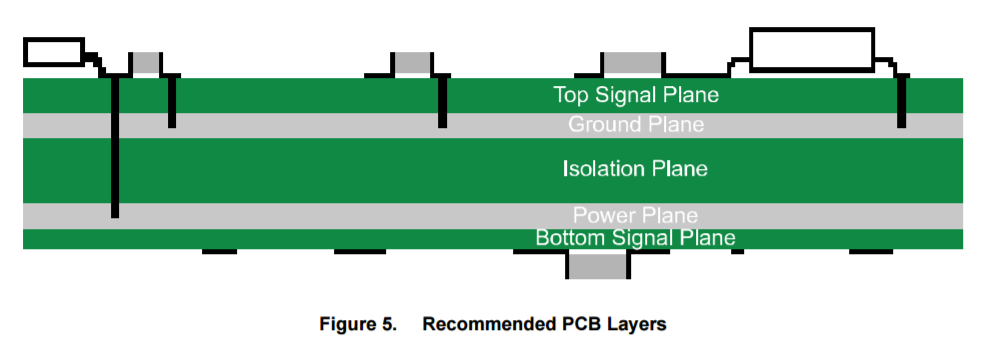 Top Signal Plane
Ground Plane
Isolation Plane
Power Plane
Bottom Signal Plane
Figure 5. Recommended PCB Layers